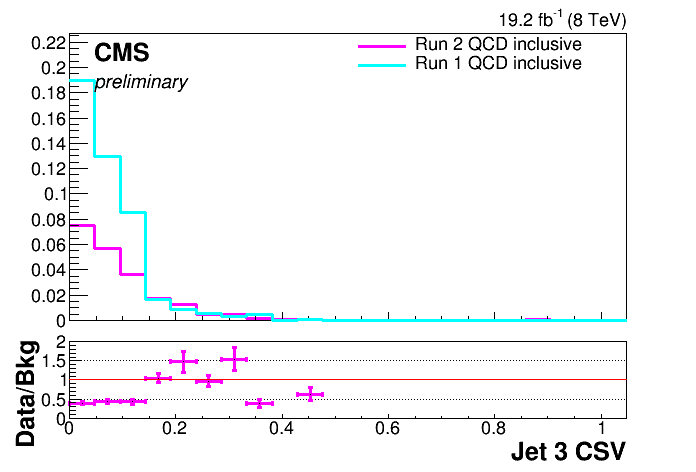 19.2 fb⁻¹ (8 TeV)
CMS
preliminary
Run 2 QCD inclusive
Run 1 QCD inclusive
0.22
0.2
0.18
0.16
0.14
0.12
0.1
0.08
0.06
0.04
0.02
0
Data/Bkg
2
1.5
1
0.5
0
0 0.2 0.4 0.6 0.8 1
Jet 3 CSV